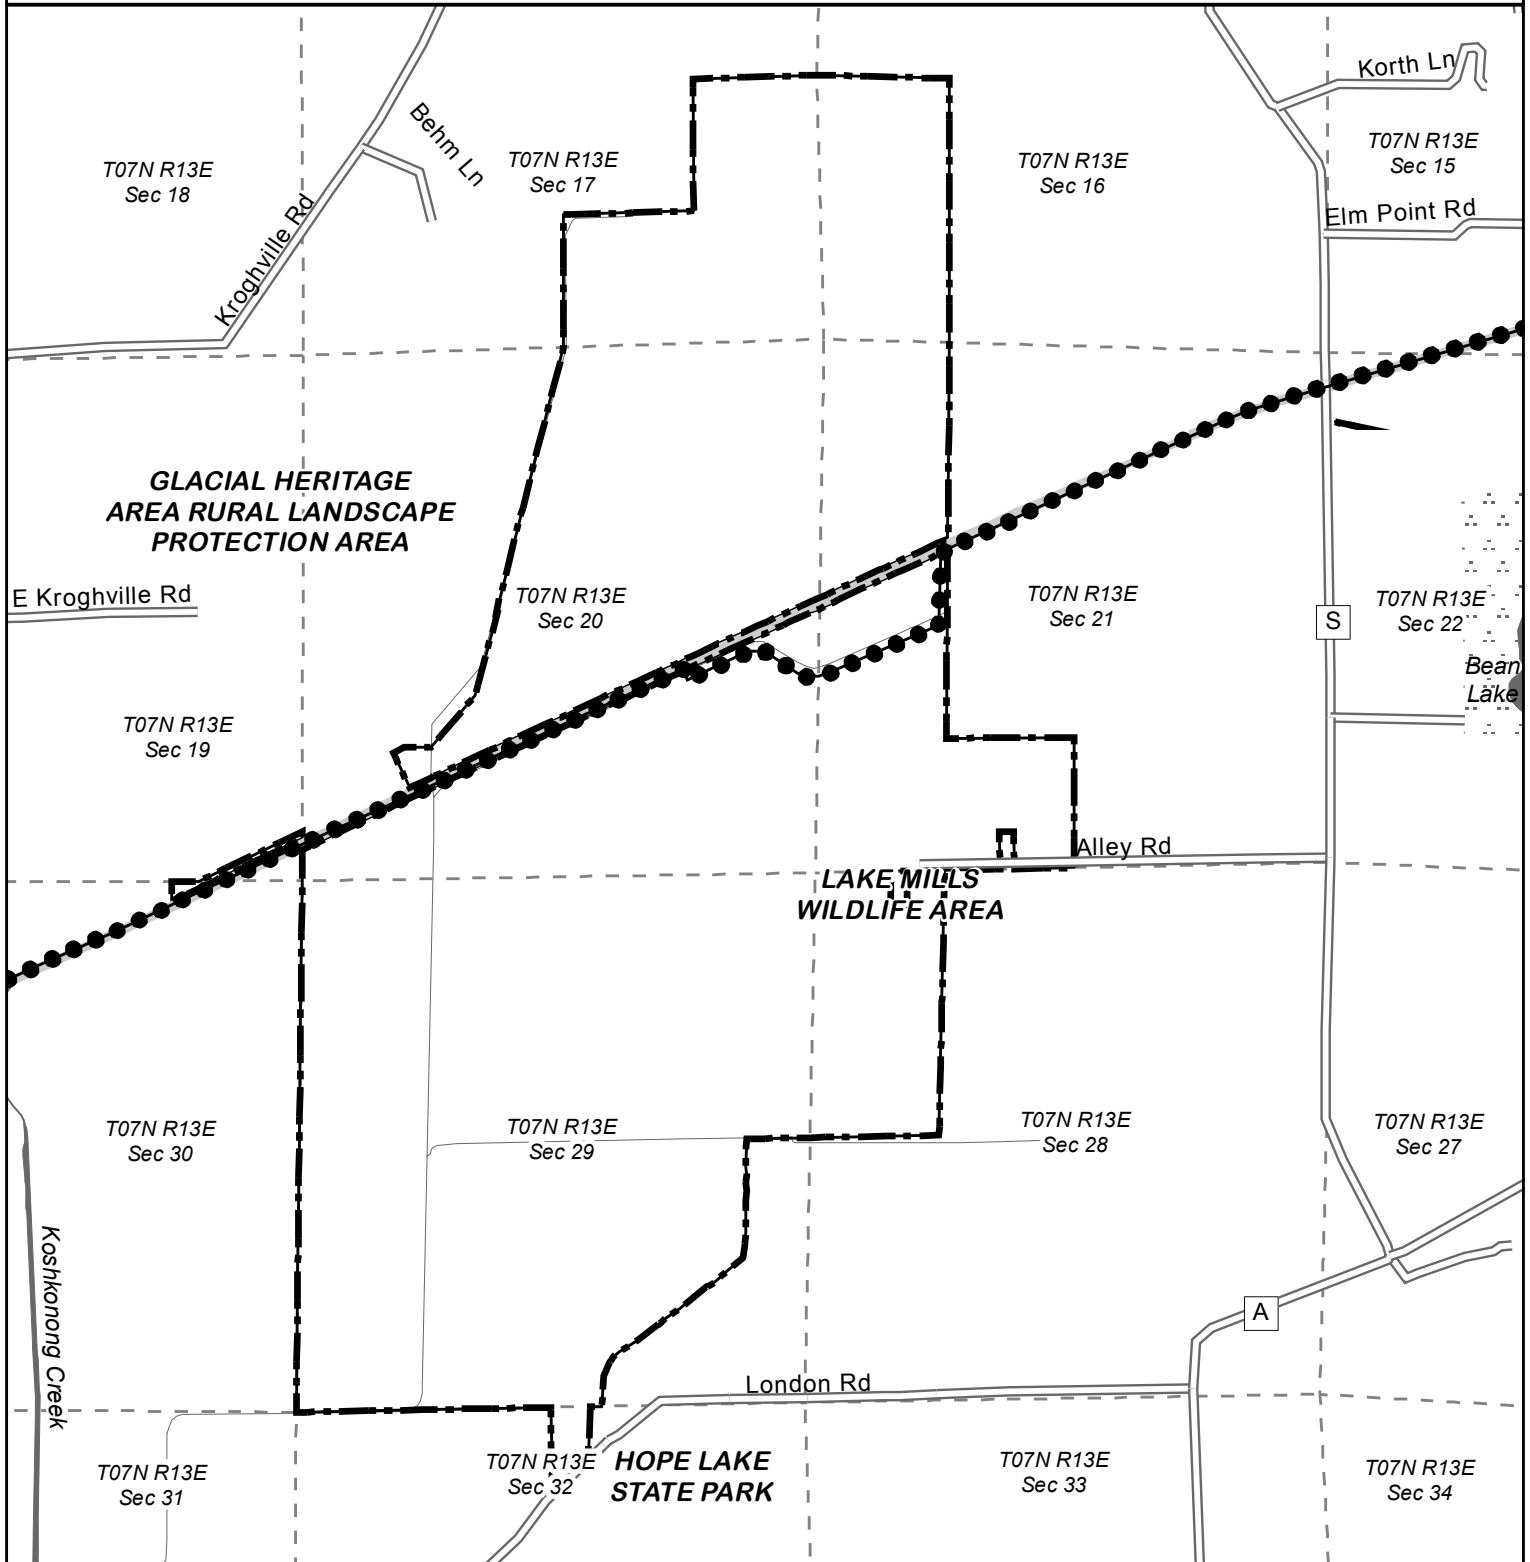 Korth Ln
Behm Ln
T07N R13E
Sec 18
T07N R13E
Sec 17
T07N R13E
Sec 16
T07N R13E
Sec 15
Kroghville Rd
Elm Point Rd
GLACIAL HERITAGE
AREA RURAL LANDSCAPE
PROTECTION AREA
E Kroghville Rd
T07N R13E
Sec 20
T07N R13E
Sec 21
S
T07N R13E
Sec 22
Bean
Lake
T07N R13E
Sec 19
Alley Rd
LAKE MILLS
WILDLIFE AREA
T07N R13E
Sec 30
T07N R13E
Sec 29
T07N R13E
Sec 28
T07N R13E
Sec 27
Koshkonong Creek
A
London Rd
T07N R13E
Sec 31
T07N R13E
Sec 32
HOPE LAKE
STATE PARK
T07N R13E
Sec 33
T07N R13E
Sec 34